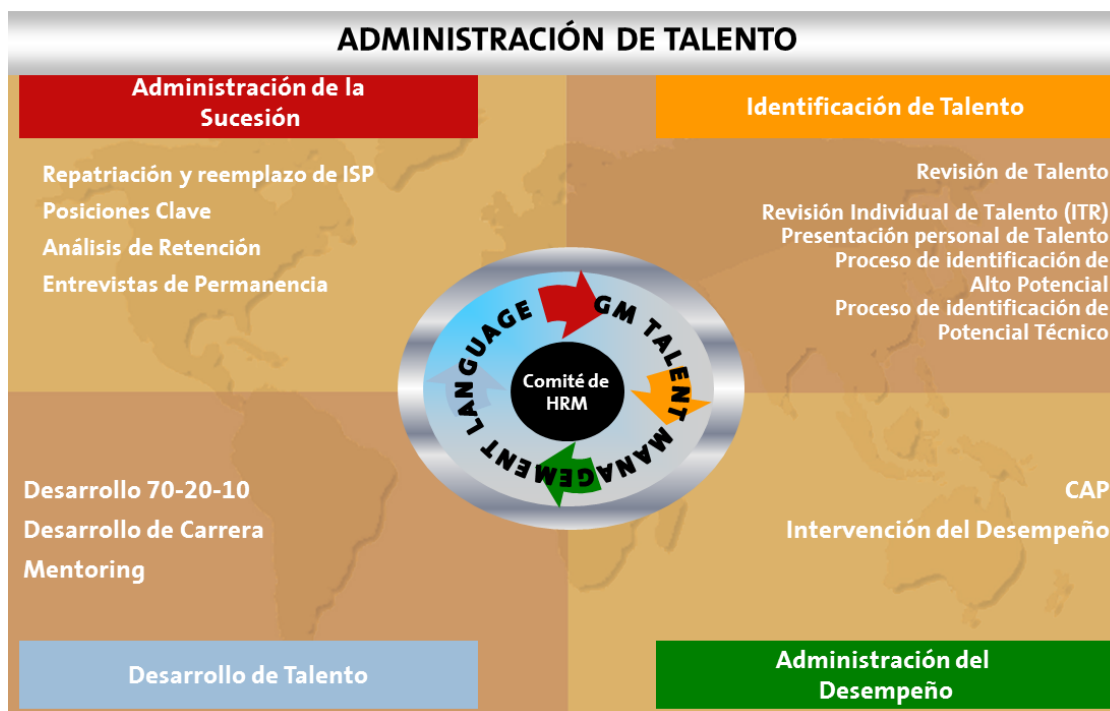 ADMINISTRACIÓN DE TALENTO
Administración de la
Sucesión
Repatriación y reemplazo de ISP
Posiciones Clave
Análisis de Retención
Entrevistas de Permanencia
Identificación de Talento
Revisión de Talento
Revisión Individual de Talento (ITR)
Presentación personal de Talento
Proceso de identificación de
Alto Potencial
Proceso de identificación de
Potencial Técnico
GM TALENT MANAGEMENT LANGUAGE
Comité de
HRM
Desarrollo 70-20-10
Desarrollo de Carrera
Mentoring
Desarrollo de Talento
CAP
Intervención del Desempeño
Administración del
Desempeño